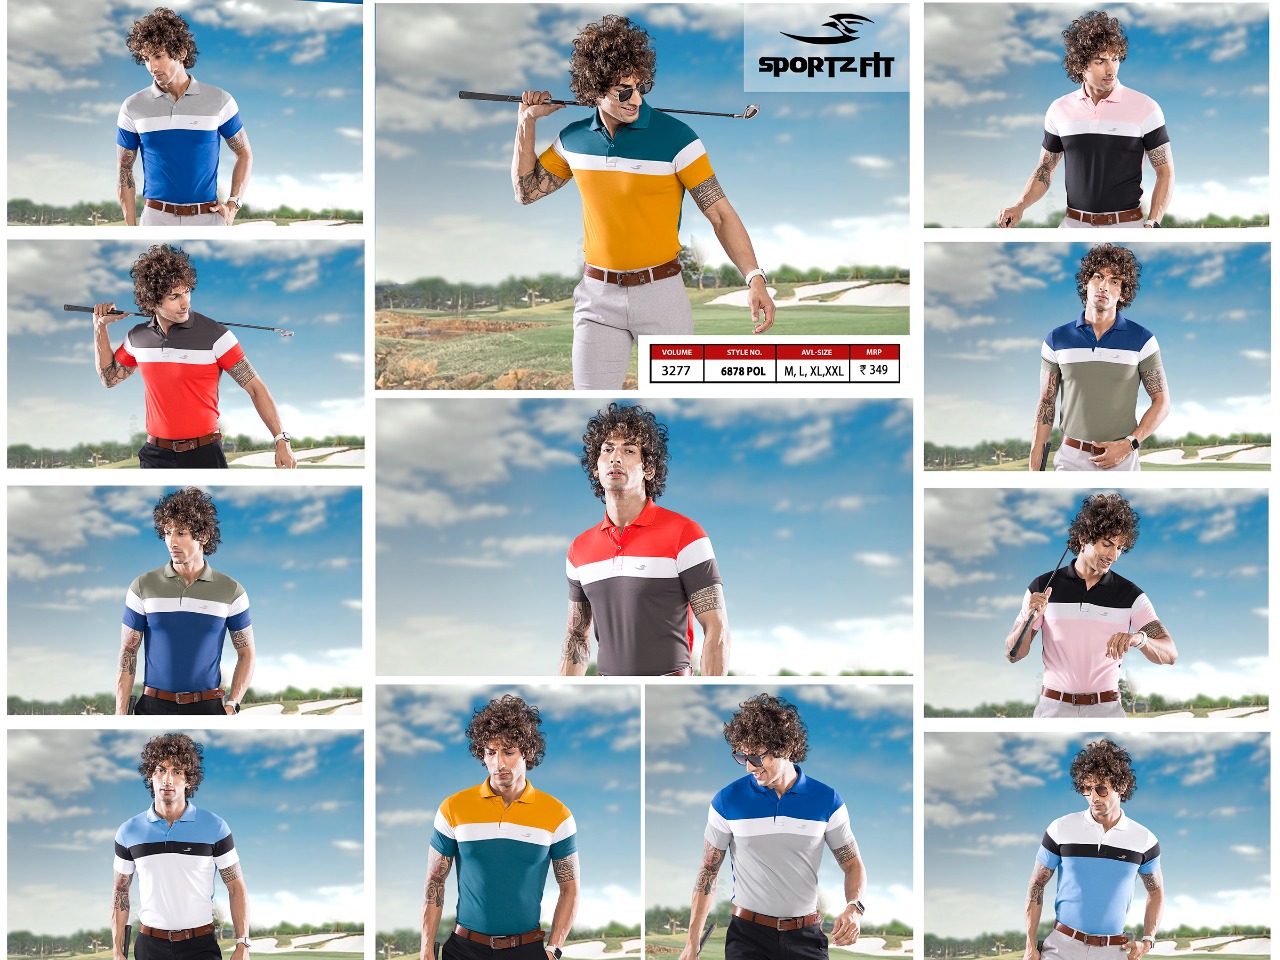 SPORTZ FIT
VOLUME STYLE NO. AVL-SIZE MRP
3277 6878 POL M, L, XL,XXL ₹ 349